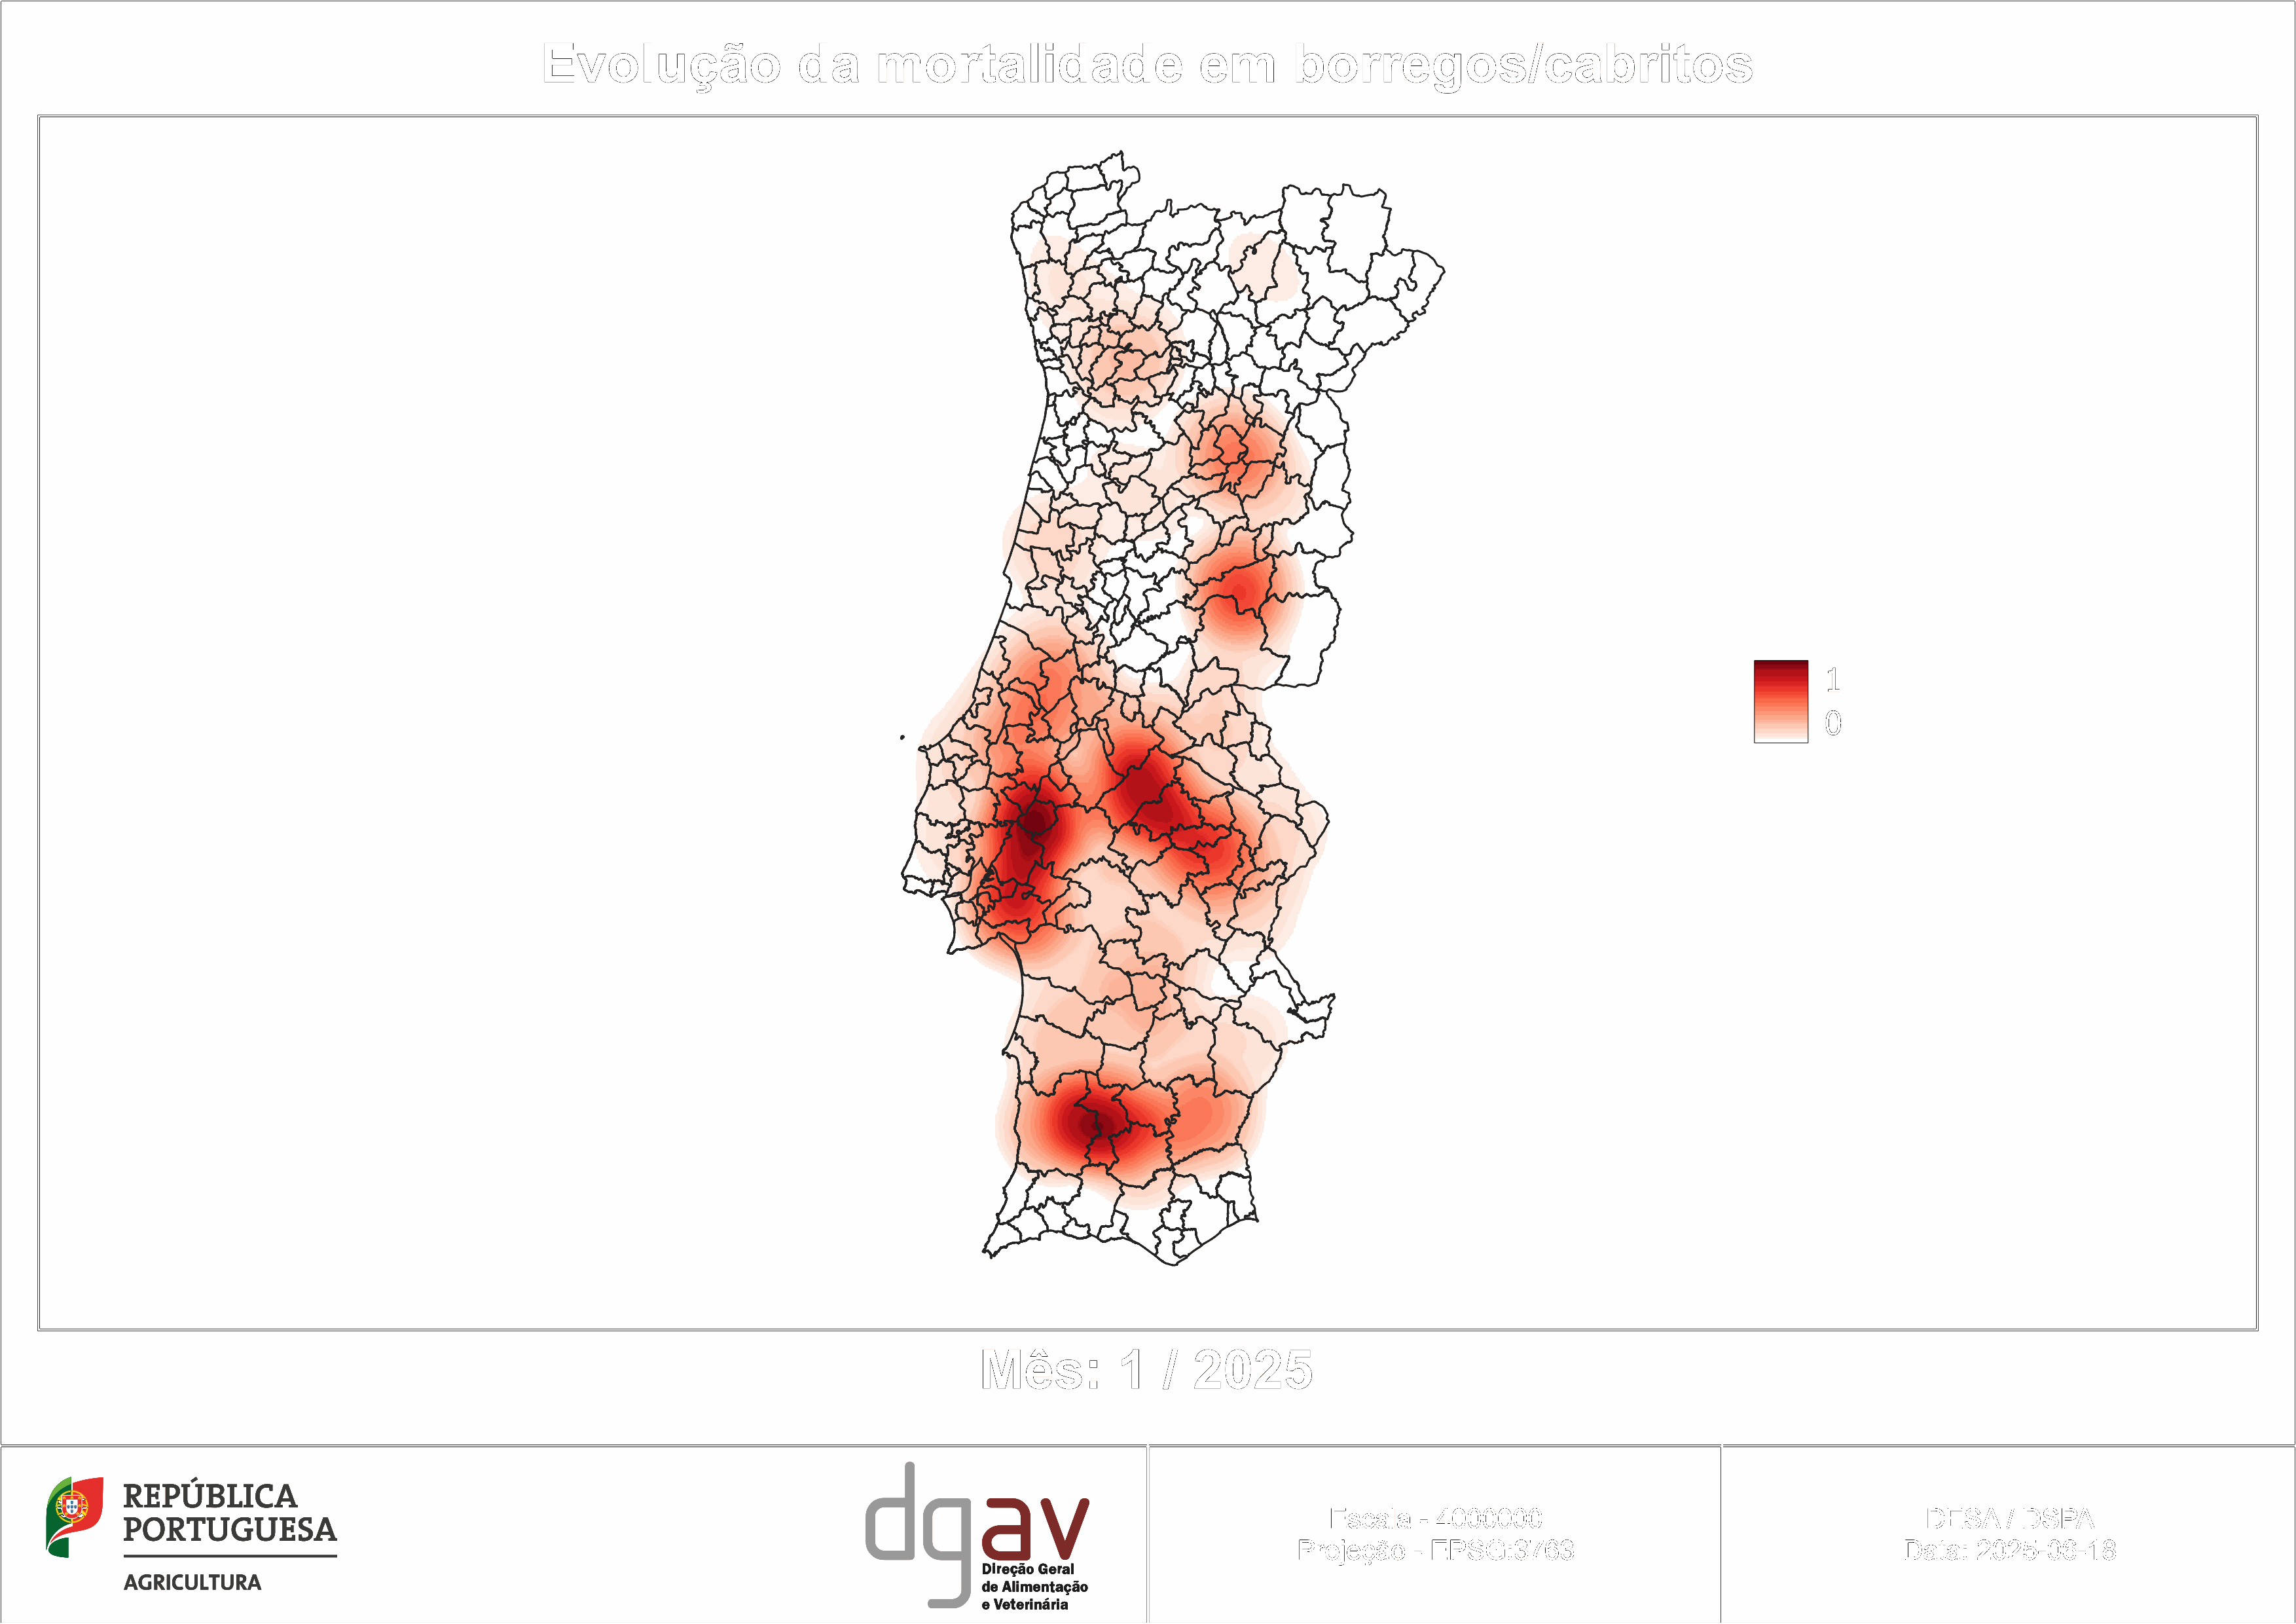 Evolução da mortalidade em borregos/cabritos
1
0
Mês: 1 / 2025
REPÚBLICA
PORTUGUESA
AGRICULTURA
dgav
Direção Geral
de Alimentação
e Veterinária
Escala - 4000000
Projeção - EPSG:3763
DESA / DSPA
Data: 2025-08-18